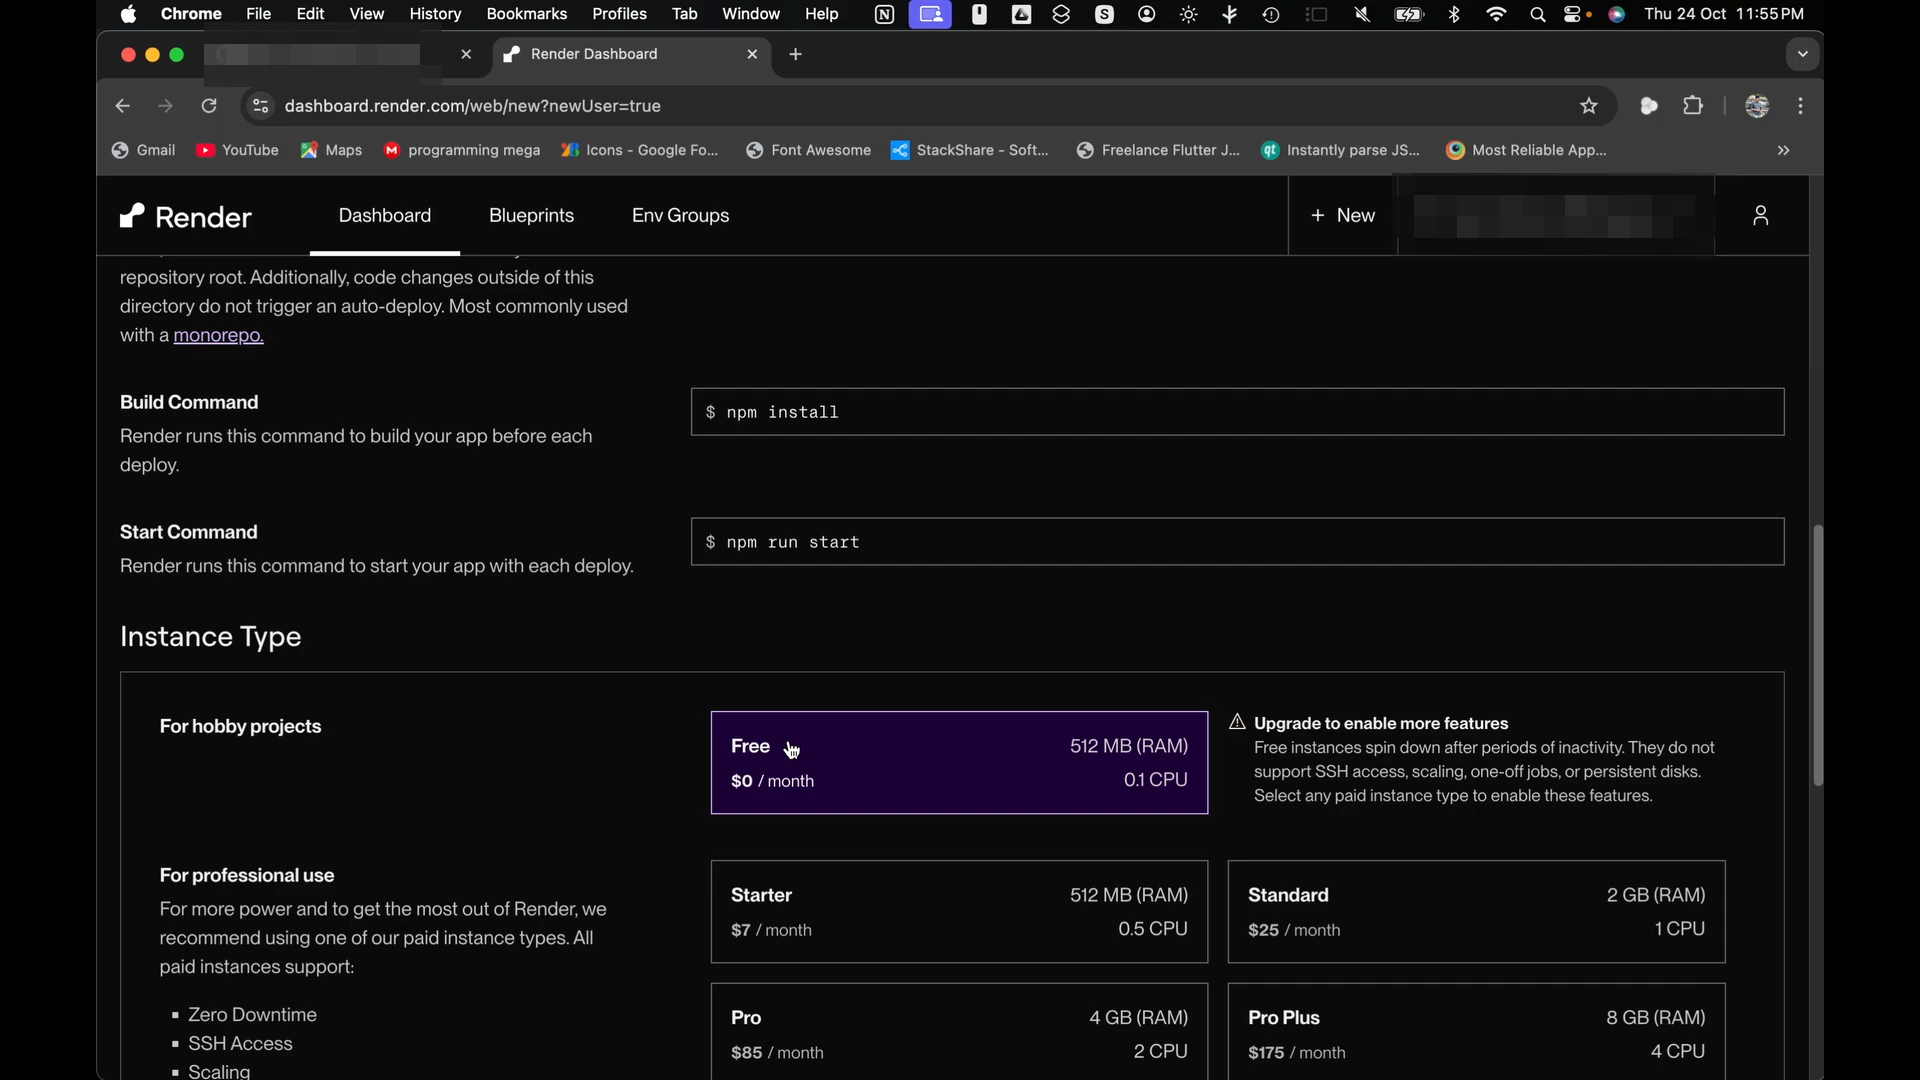 Chrome File Edit View History Bookmarks Profiles Tab Window Help Thu 24 Oct 11:55 PM
Render Dashboard
dashboard.render.com/web/new?newUser=true
Gmail YouTube Maps programming mega Icons - Google Fo... Font Awesome StackShare - Soft... Freelance Flutter J... Instantly parse JS... Most Reliable App...
Render Dashboard Blueprints Env Groups + New
repository root. Additionally, code changes outside of this
directory do not trigger an auto-deploy. Most commonly used
with a monorepo.
Build Command
Render runs this command to build your app before each
deploy.
$ npm install
Start Command
Render runs this command to start your app with each deploy.
$ npm run start
Instance Type
For hobby projects
Free 512 MB (RAM)
$0 / month 0.1 CPU
Upgrade to enable more features
Free instances spin down after periods of inactivity. They do not
support SSH access, scaling, one-off jobs, or persistent disks.
Select any paid instance type to enable these features.
For professional use
For more power and to get the most out of Render, we
recommend using one of our paid instance types. All
paid instances support:
▪ Zero Downtime
▪ SSH Access
▪ Scaling
Starter 512 MB (RAM)
$7 / month 0.5 CPU
Standard 2 GB (RAM)
$25 / month 1 CPU
Pro 4 GB (RAM)
$85 / month 2 CPU
Pro Plus 8 GB (RAM)
$175 / month 4 CPU